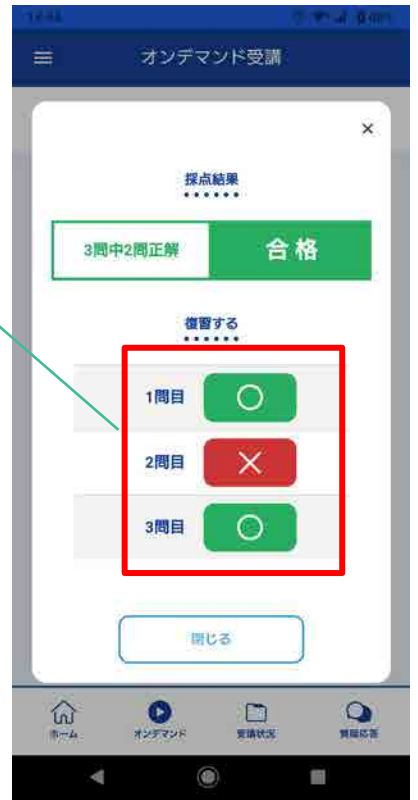 オンデマンド受講
×
採点結果
3問中2問正解
合格
復習する
1問目
2問目
3問目
閉じる
ホーム
オンデマンド
受講状況
質疑応答